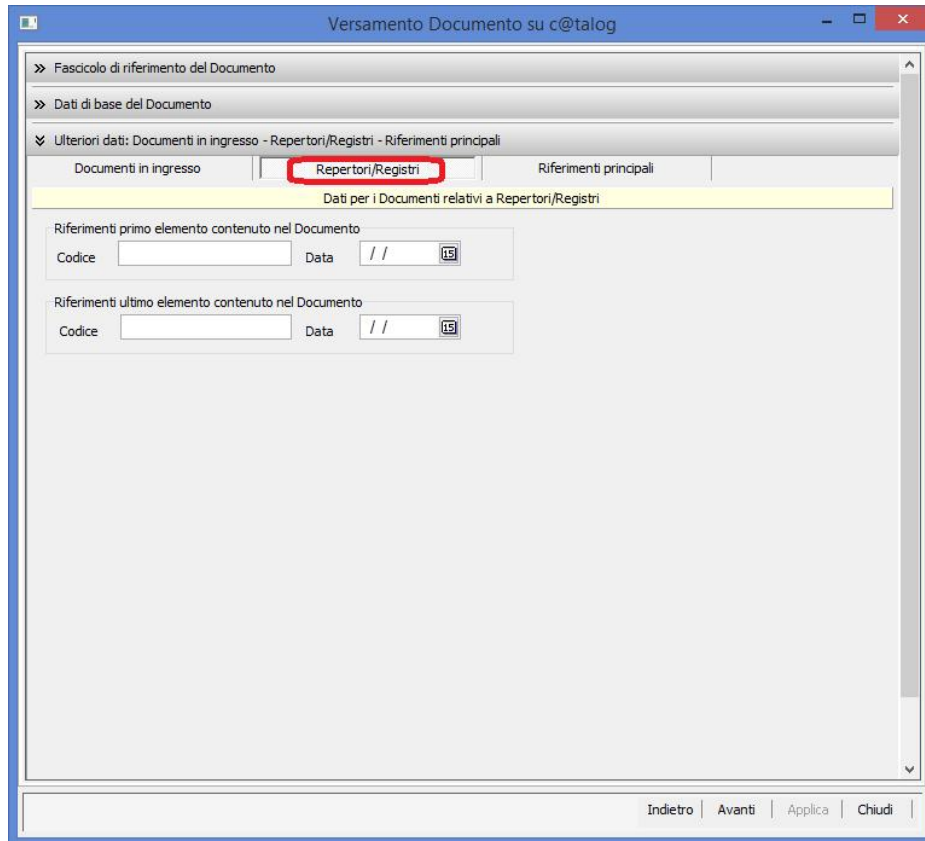 Versamento Documento su c@talog
Fascicolo di riferimento del Documento
Dati di base del Documento
Ulteriori dati: Documenti in ingresso - Repertori/Registri - Riferimenti principali
Documenti in ingresso Repertori/Registri Riferimenti principali
Dati per i Documenti relativi a Repertori/Registri
Riferimenti primo elemento contenuto nel Documento
Codice Data / / 15
Riferimenti ultimo elemento contenuto nel Documento
Codice Data / / 15
Indietro Avanti Applica Chiudi